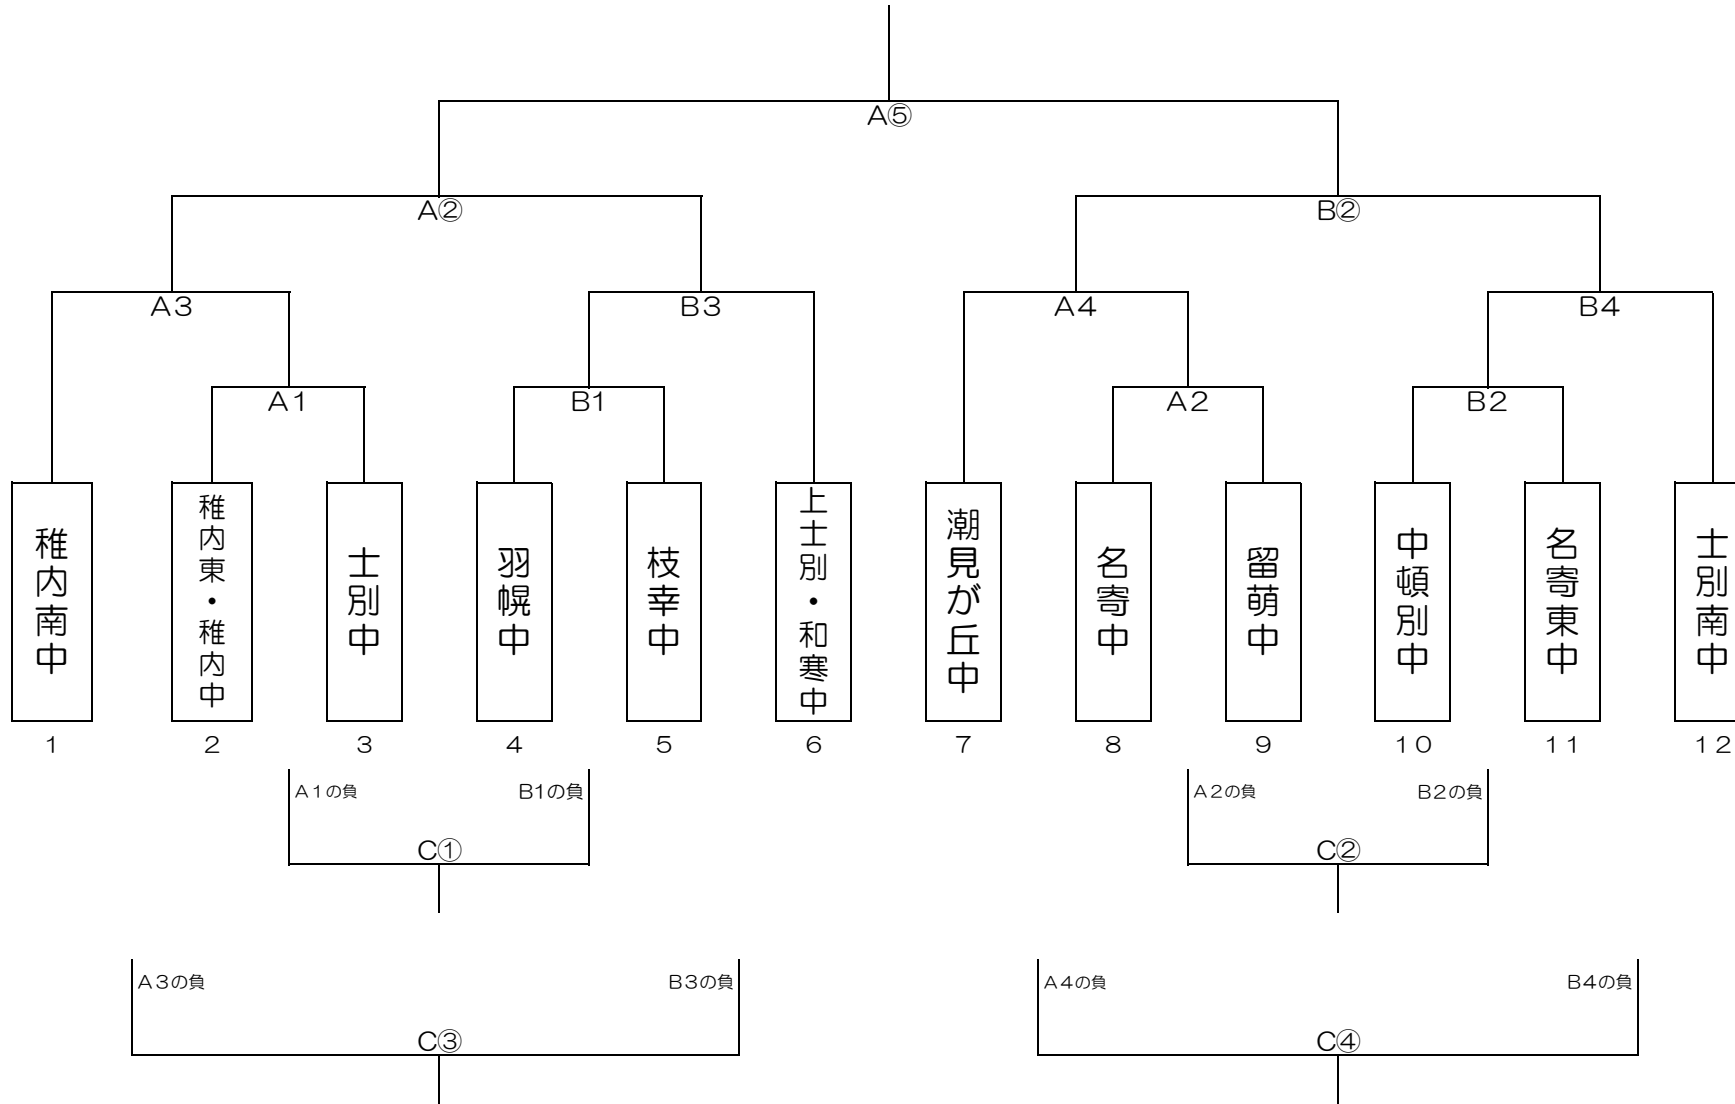 A⑤
A②
B②
A3
B3
A4
B4
A1
B1
A2
B2
稚内南中
稚内東・稚内中
士別中
羽幌中
枝幸中
上士別・和寒中
潮見が丘中
名寄中
留萌中
中頓別中
名寄東中
士別南中
1
2
3
4
5
6
7
8
9
10
11
12
A1の負
B1の負
A2の負
B2の負
C①
C②
A3の負
B3の負
A4の負
B4の負
C③
C④